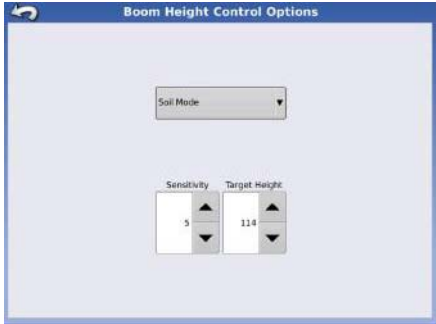 Boom Height Control Options
Soil Mode
Sensitivity Target Height
5 114